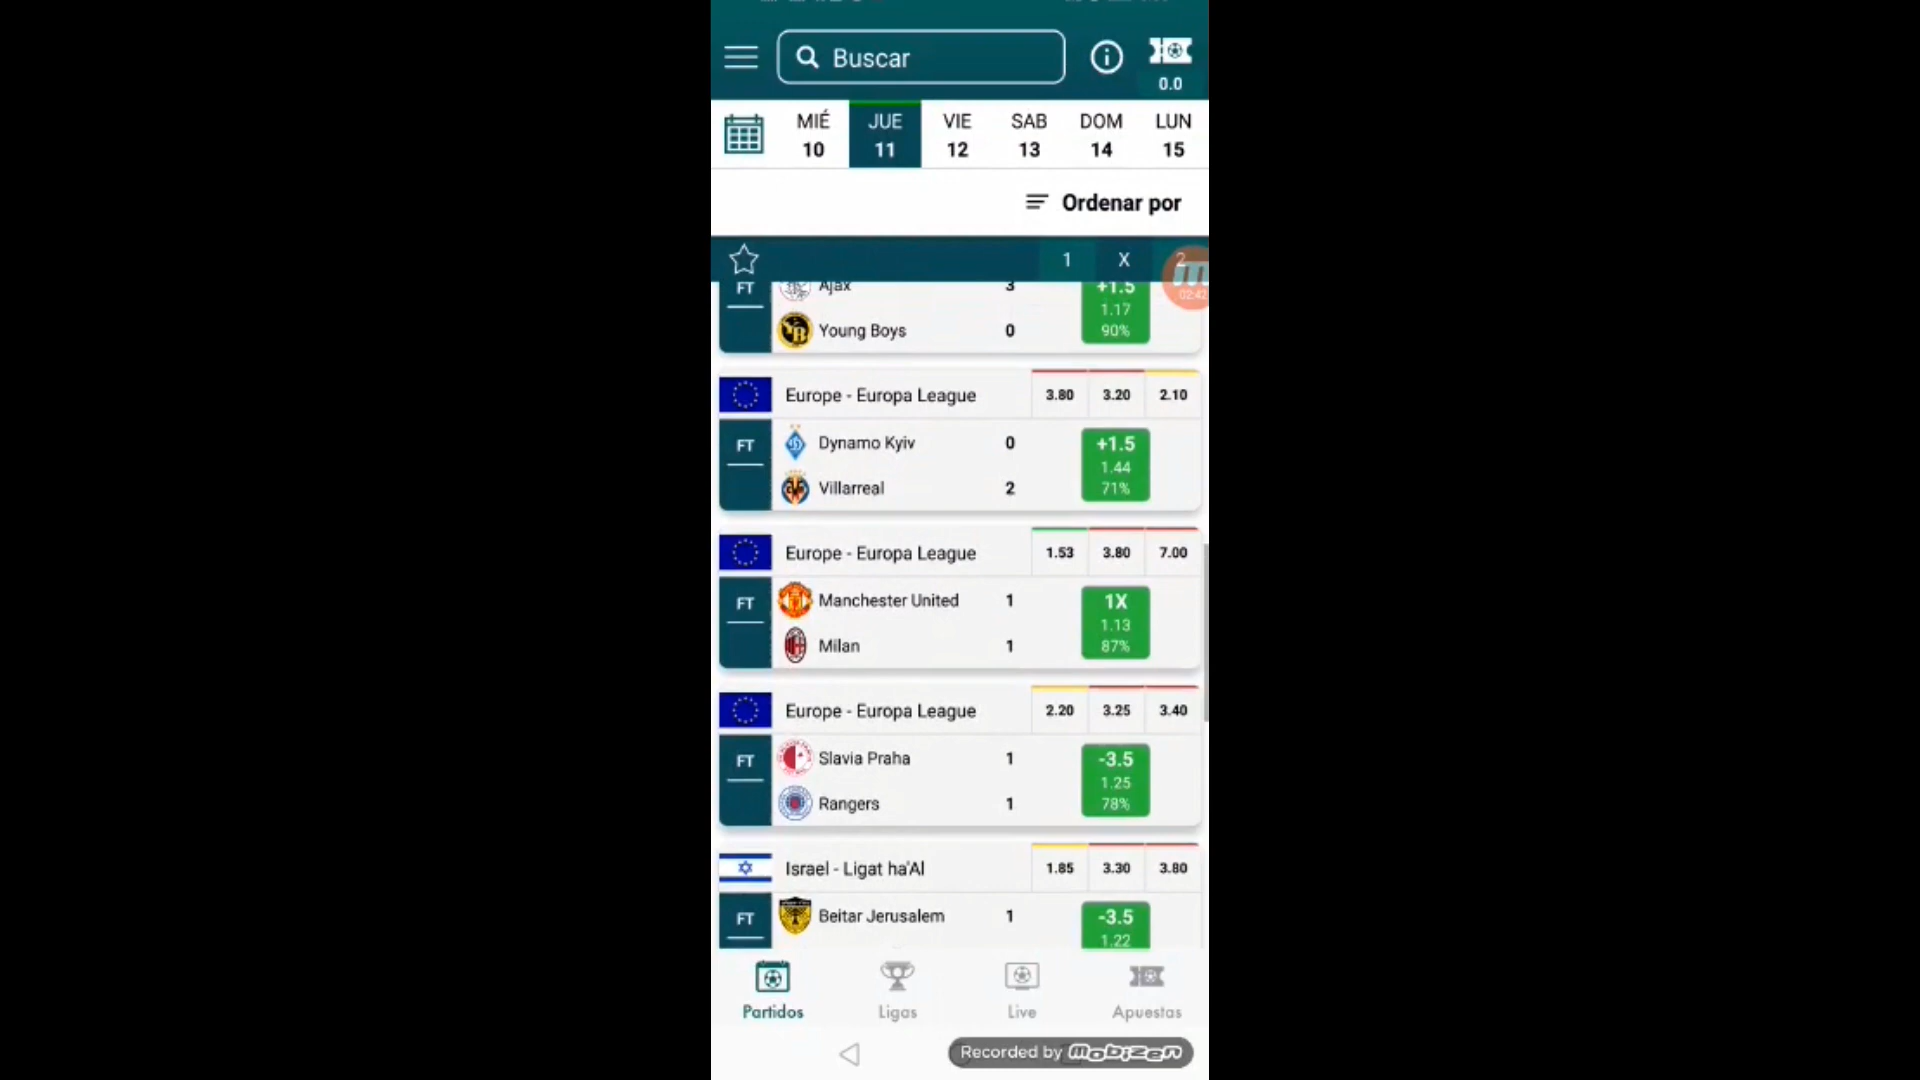 Buscar
0.0
MIÉ JUE VIE SAB DOM LUN
10 11 12 13 14 15
Ordenar por
1 X 2
02:42
FT Ajax 3 +1.5
1.17
Young Boys 0 90%
Europe - Europa League 3.80 3.20 2.10
FT Dynamo Kyiv 0 +1.5
1.44
Villarreal 2 71%
Europe - Europa League 1.53 3.80 7.00
FT Manchester United 1 1X
1.13
Milan 1 87%
Europe - Europa League 2.20 3.25 3.40
FT Slavia Praha 1 -3.5
1.25
Rangers 1 78%
Israel - Ligat ha'Al 1.85 3.30 3.80
FT Beitar Jerusalem 1 -3.5
1.22
Partidos Ligas Live Apuestas
Recorded by mobizen